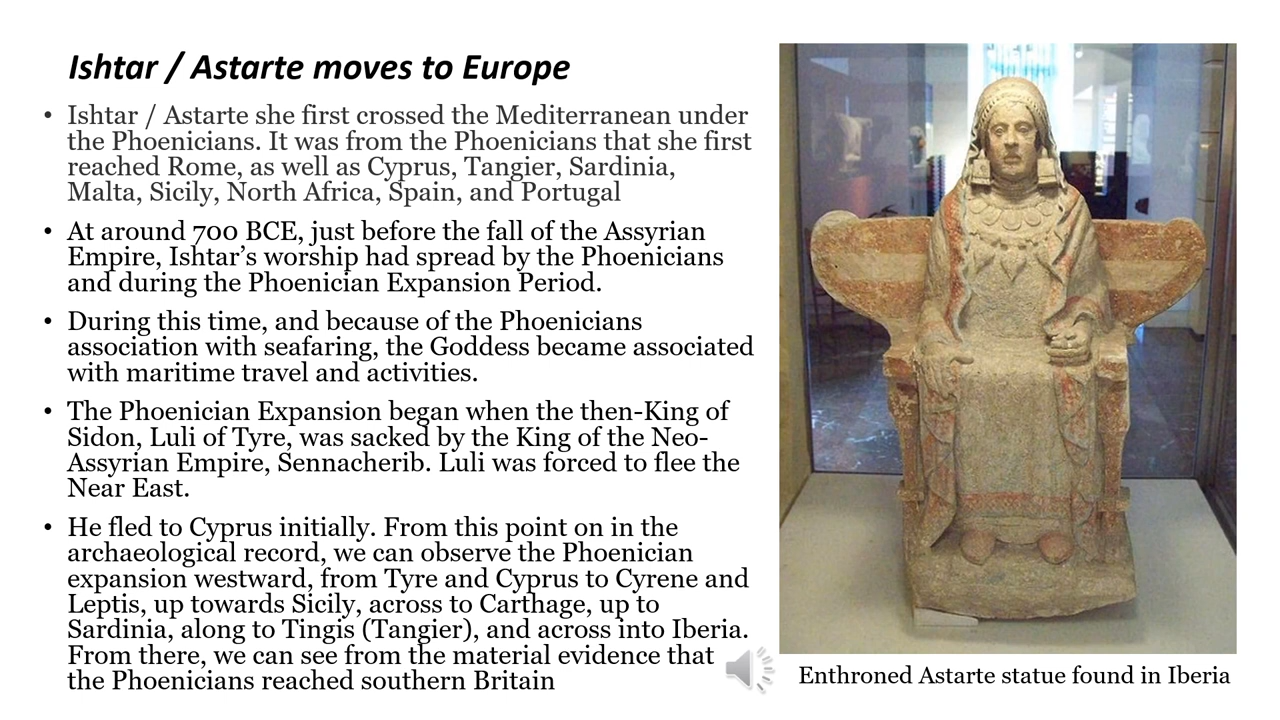 Ishtar / Astarte moves to Europe
• Ishtar / Astarte she first crossed the Mediterranean under
the Phoenicians. It was from the Phoenicians that she first
reached Rome, as well as Cyprus, Tangier, Sardinia,
Malta, Sicily, North Africa, Spain, and Portugal
• At around 700 BCE, just before the fall of the Assyrian
Empire, Ishtar’s worship had spread by the Phoenicians
and during the Phoenician Expansion Period.
• During this time, and because of the Phoenicians
association with seafaring, the Goddess became associated
with maritime travel and activities.
• The Phoenician Expansion began when the then-King of
Sidon, Luli of Tyre, was sacked by the King of the Neo-
Assyrian Empire, Sennacherib. Luli was forced to flee the
Near East.
• He fled to Cyprus initially. From this point on in the
archaeological record, we can observe the Phoenician
expansion westward, from Tyre and Cyprus to Cyrene and
Leptis, up towards Sicily, across to Carthage, up to
Sardinia, along to Tingis (Tangier), and across into Iberia.
From there, we can see from the material evidence that
the Phoenicians reached southern Britain
Enthroned Astarte statue found in Iberia